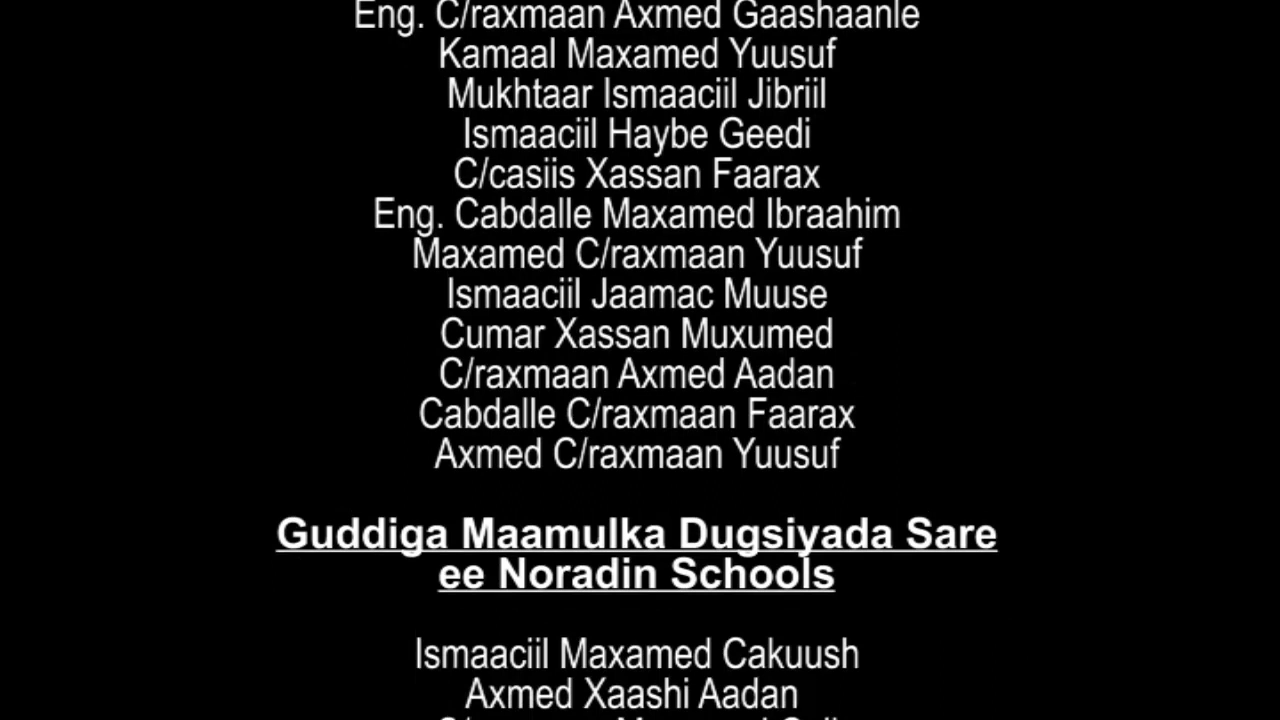 Eng. C/raxmaan Axmed Gaashaanle
Kamaal Maxamed Yuusuf
Mukhtaar Ismaaciil Jibriil
Ismaaciil Haybe Geedi
C/casiis Xassan Faarax
Eng. Cabdalle Maxamed Ibraahim
Maxamed C/raxmaan Yuusuf
Ismaaciil Jaamac Muuse
Cumar Xassan Muxumed
C/raxmaan Axmed Aadan
Cabdalle C/raxmaan Faarax
Axmed C/raxmaan Yuusuf
Guddiga Maamulka Dugsiyada Sare
ee Noradin Schools
Ismaaciil Maxamed Cakuush
Axmed Xaashi Aadan